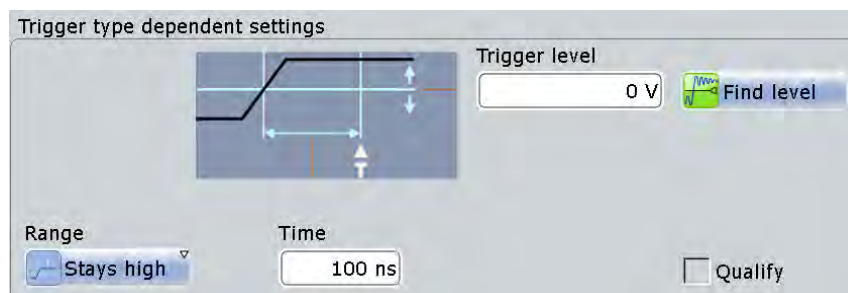 Trigger type dependent settings
Trigger level
0 V
Find level
T
Range
Time
Stays high
100 ns
Qualify